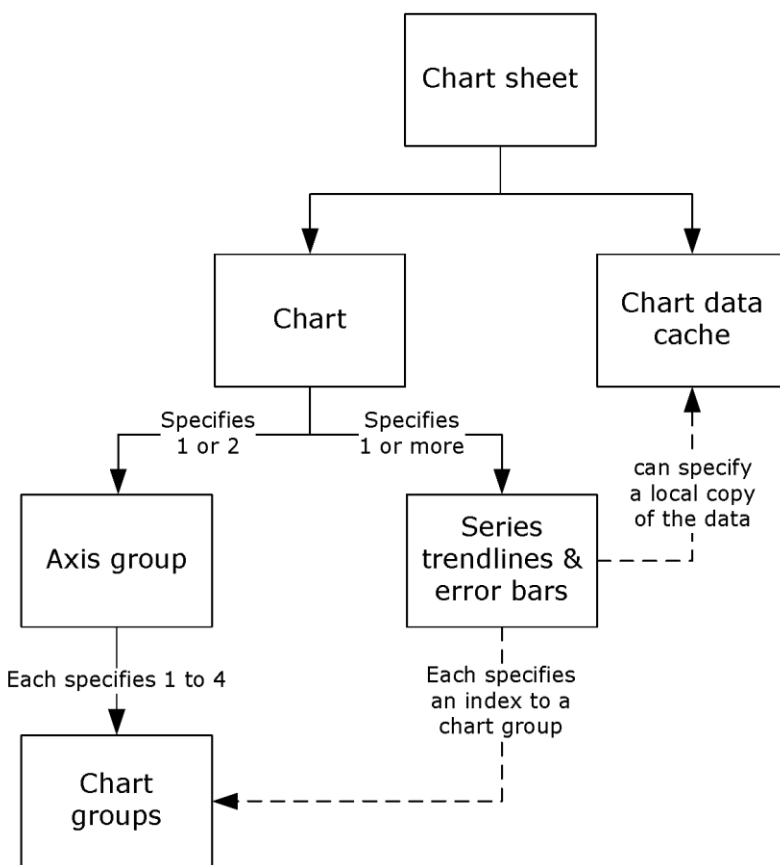 Chart sheet
Chart
Chart data
cache
Specifies
1 or 2
Specifies
1 or more
can specify
a local copy
of the data
Axis group
Series
trendlines &
error bars
Each specifies 1 to 4
Each specifies
an index to a
chart group
Chart
groups